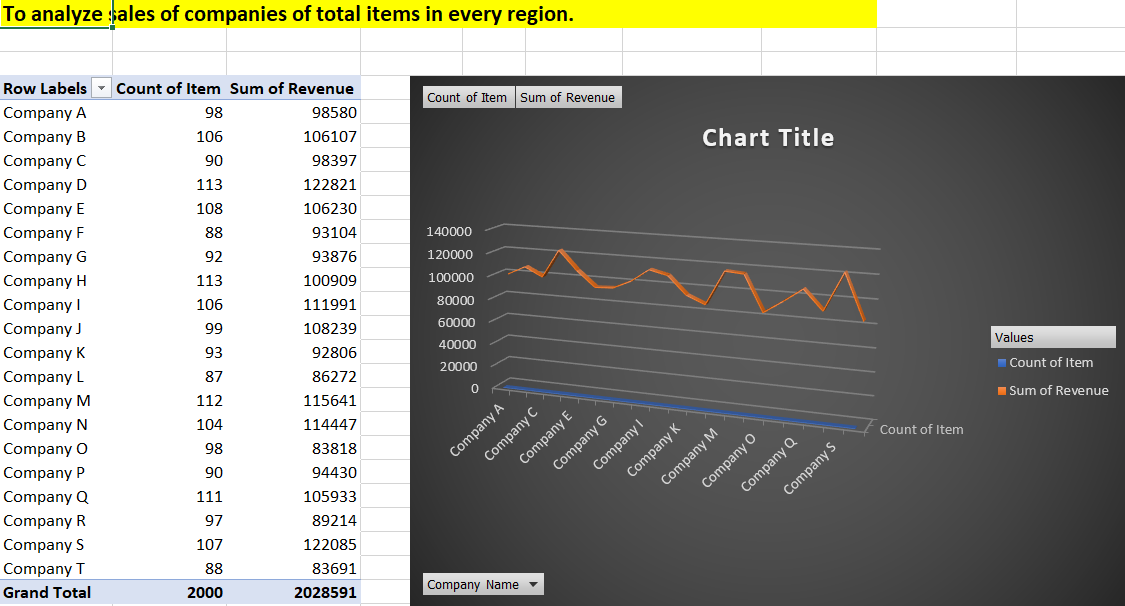 To analyze sales of companies of total items in every region.
Row Labels Count of Item Sum of Revenue
Company A 98 98580
Company B 106 106107
Company C 90 98397
Company D 113 122821
Company E 108 106230
Company F 88 93104
Company G 92 93876
Company H 113 100909
Company I 106 111991
Company J 99 108239
Company K 93 92806
Company L 87 86272
Company M 112 115641
Company N 104 114447
Company O 98 83818
Company P 90 94430
Company Q 111 105933
Company R 97 89214
Company S 107 122085
Company T 88 83691
Grand Total 2000 2028591
Count of Item Sum of Revenue
Chart Title
140000
120000
100000
80000
60000
40000
20000
0
Company A Company C Company E Company G Company I Company K Company M Company O Company Q Company S
Count of Item
Values
Count of Item
Sum of Revenue
Company Name